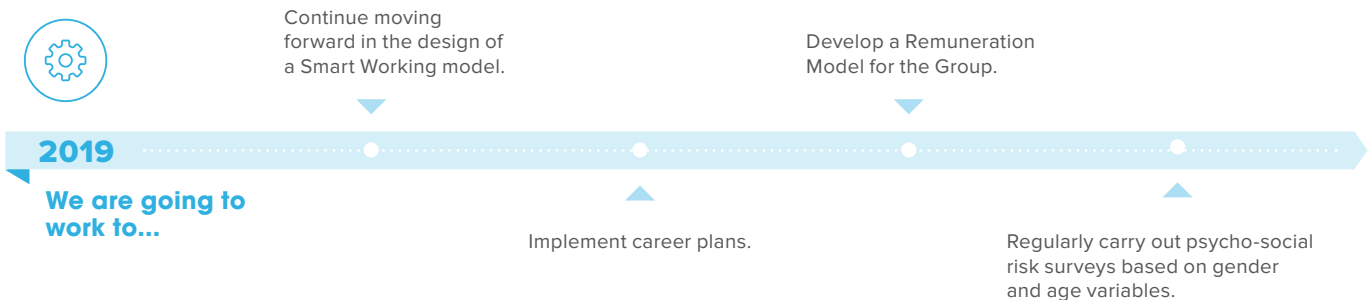 Continue moving
forward in the design of
a Smart Working model.
Develop a Remuneration
Model for the Group.
2019
We are going to
work to...
Implement career plans.
Regularly carry out psycho-social
risk surveys based on gender
and age variables.